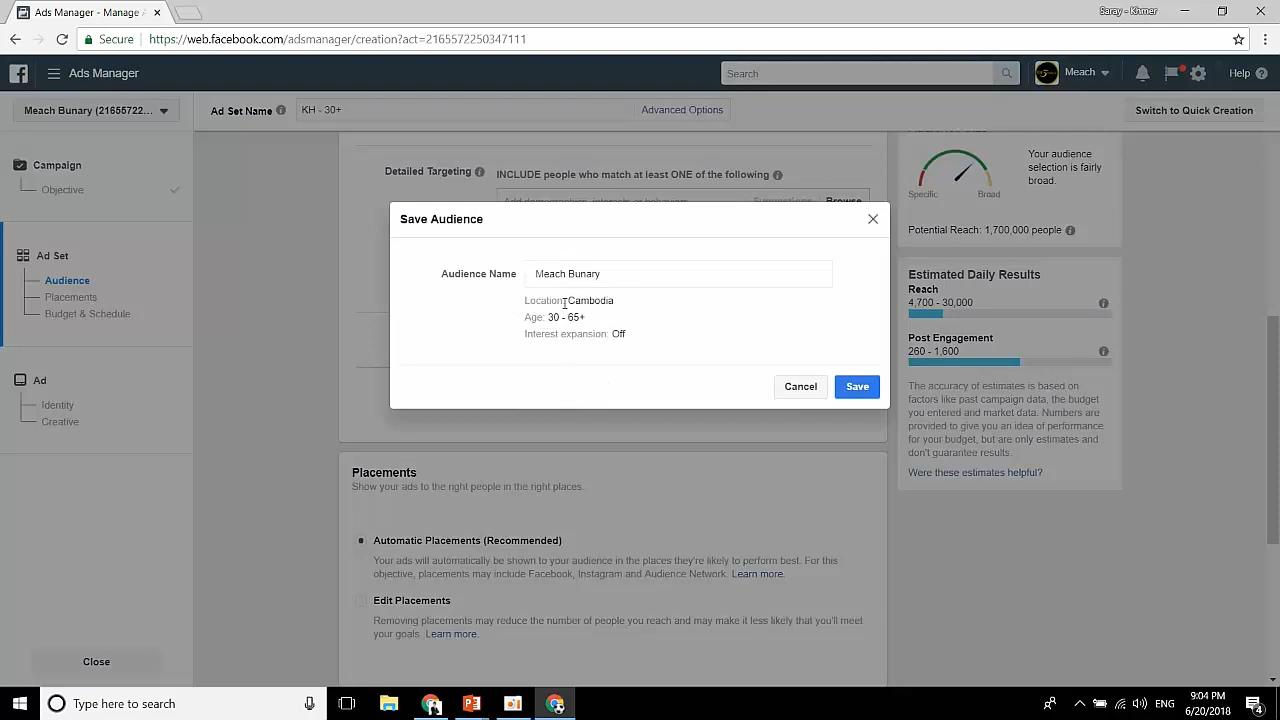 Ads Manager - Manage A
Saray - Khmer
Secure
https://web.facebook.com/adsmanager/creation?act=2165572250347111
Ads Manager
Search
Meach
Help
Meach Bunary (21655722...
Ad Set Name
KH - 30+
Advanced Options
Switch to Quick Creation
Campaign
Objective
Ad Set
Audience
Placements
Budget & Schedule
Ad
Identity
Creative
Close
Detailed Targeting
INCLUDE people who match at least ONE of the following
Add demographics, interests or behaviors
Suggestions
Browse
Save Audience
Audience Name
Meach Bunary
Location: Cambodia
Age: 30 - 65+
Interest expansion: Off
Cancel
Save
Placements
Show your ads to the right people in the right places.
Automatic Placements (Recommended)
Your ads will automatically be shown to your audience in the places they're likely to perform best. For this
objective, placements may include Facebook, Instagram and Audience Network. Learn more.
Edit Placements
Removing placements may reduce the number of people you reach and may make it less likely that you'll meet
your goals. Learn more.
Specific
Broad
Your audience
selection is fairly
broad.
Potential Reach: 1,700,000 people
Estimated Daily Results
Reach
4,700 - 30,000
Post Engagement
260 - 1,600
The accuracy of estimates is based on
factors like past campaign data, the budget
you entered and market data. Numbers are
provided to give you an idea of performance
for your budget, but are only estimates and
don't guarantee results.
Were these estimates helpful?
Type here to search
ENG
9:04 PM
6/20/2018
4